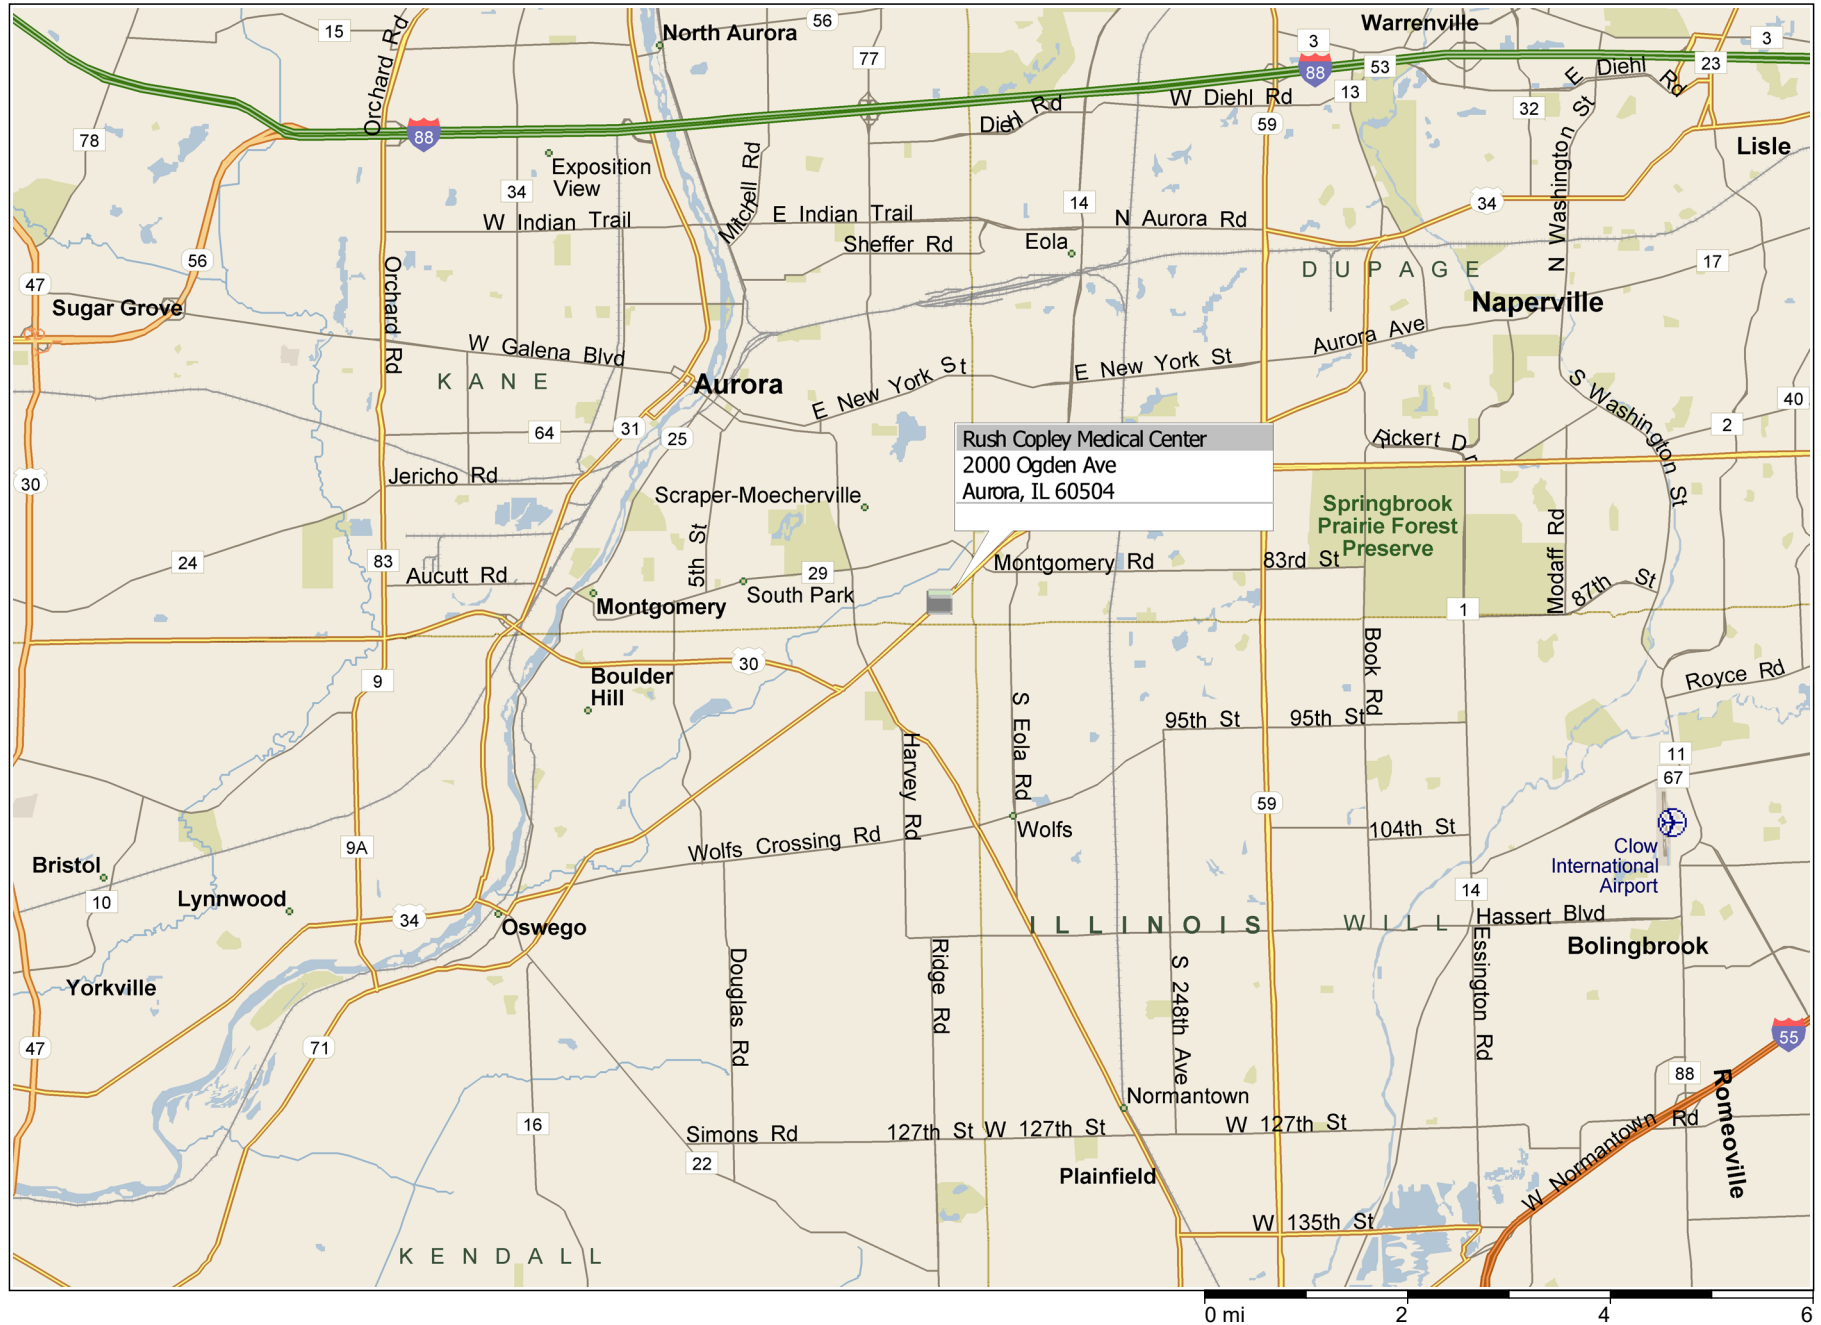 15
Orchard Rd
56
North Aurora
77
Warrenville
3
3
88
53
23
E Diehl Rd
13
32
W Diehl Rd
Diehl Rd
59
78
88
Exposition
View
34
Mitchell Rd
Lisle
N Washington St
W Indian Trail
E Indian Trail
14
N Aurora Rd
34
Sheffer Rd
Eola
56
17
47
Orchard Rd
D U P A G E
Sugar Grove
Naperville
W Galena Blvd
Aurora Ave
K A N E
Aurora
E New York St
E New York St
S Washington St
40
64
31
25
2
Rickert Dr
Rush Copley Medical Center
2000 Ogden Ave
Aurora, IL 60504
30
Jericho Rd
Scraper-Moecherville
Springbrook
Prairie Forest
Preserve
5th St
Modaff Rd
24
83
Aucutt Rd
29
South Park
Montgomery Rd
83rd St
87th St
Montgomery
1
30
Book Rd
9
Boulder
Hill
Royce Rd
S Eola Rd
95th St
95th St
Harvey Rd
11
67
59
Wolfs
104th St
9A
Wolfs Crossing Rd
Clow
International
Airport
Bristol
10
Lynnwood
14
34
Oswego
I L L I N O I S
W I L L
Hassert Blvd
Bolingbrook
Essington Rd
Yorkville
Douglas Rd
Ridge Rd
S 248th Ave
47
71
55
88
Romeoville
Normantown
16
Simons Rd
127th St
W 127th St
W 127th St
W Normantown Rd
22
Plainfield
W 135th St
K E N D A L L
0 mi
2
4
6